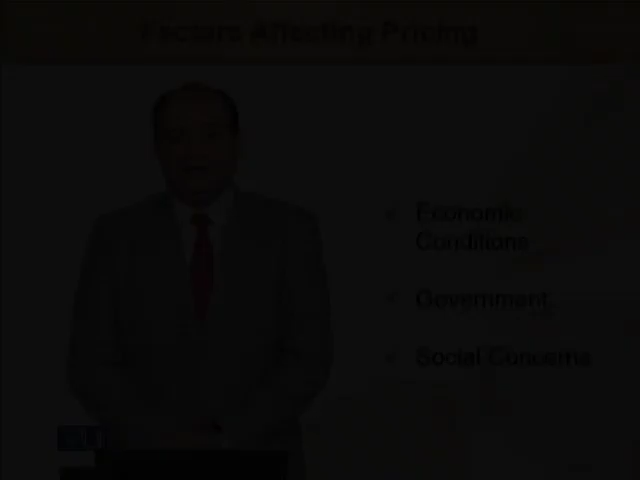 Factors Affecting Pricing
Economic
Conditions
Government
Social Concerns